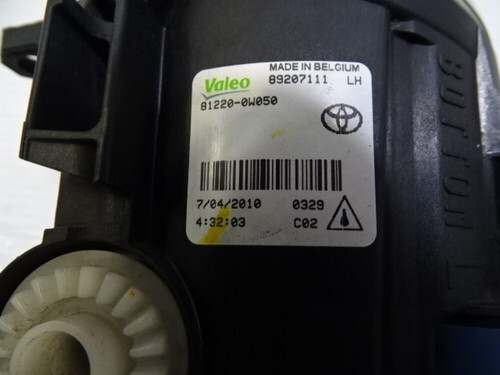 MADE IN BELGIUM
Valeo 89207111 LH
81220-0W050
7/04/2010 0329
4:32:03 C02
BOTTOM L